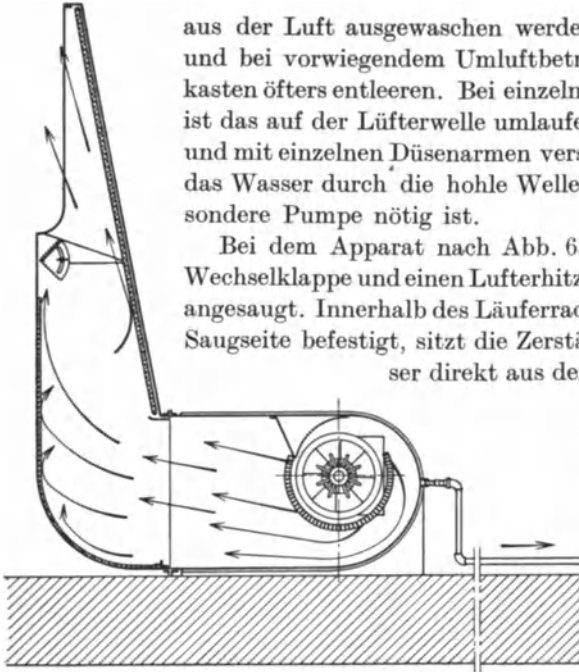 aus der Luft ausgewaschen werde
und bei vorwiegendem Umluftbetr
kasten öfters entleeren. Bei einzeln
ist das auf der Lüfterwelle umlaufe
und mit einzelnen Düsenarmen vers
das Wasser durch die hohle Welle
sondere Pumpe nötig ist.
Bei dem Apparat nach Abb. 6
Wechselklappe und einen Lufterhitz
angesaugt. Innerhalb des Läuferrad
Saugseite befestigt, sitzt die Zerstä
ser direkt aus de